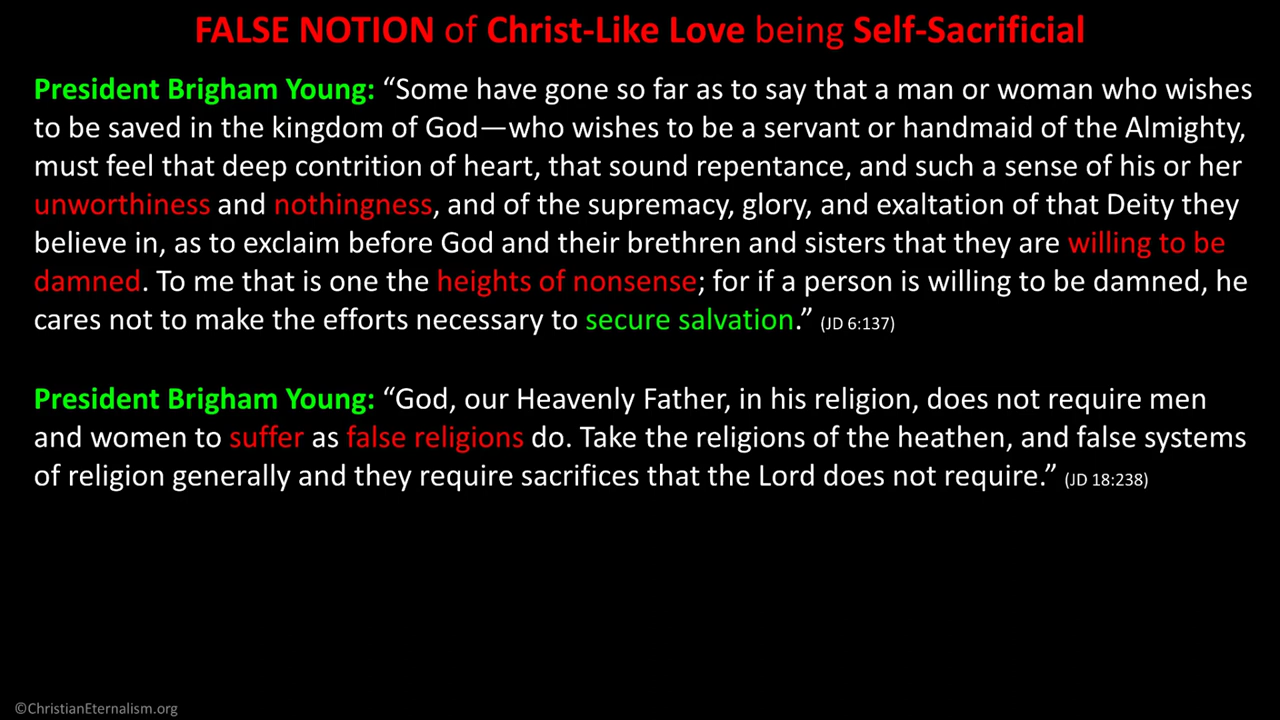 FALSE NOTION of Christ-Like Love being Self-Sacrificial
President Brigham Young: “Some have gone so far as to say that a man or woman who wishes
to be saved in the kingdom of God—who wishes to be a servant or handmaid of the Almighty,
must feel that deep contrition of heart, that sound repentance, and such a sense of his or her
unworthiness and nothingness, and of the supremacy, glory, and exaltation of that Deity they
believe in, as to exclaim before God and their brethren and sisters that they are willing to be
damned. To me that is one the heights of nonsense; for if a person is willing to be damned, he
cares not to make the efforts necessary to secure salvation.” (JD 6:137)
President Brigham Young: “God, our Heavenly Father, in his religion, does not require men
and women to suffer as false religions do. Take the religions of the heathen, and false systems
of religion generally and they require sacrifices that the Lord does not require.” (JD 18:238)
©ChristianEternalism.org